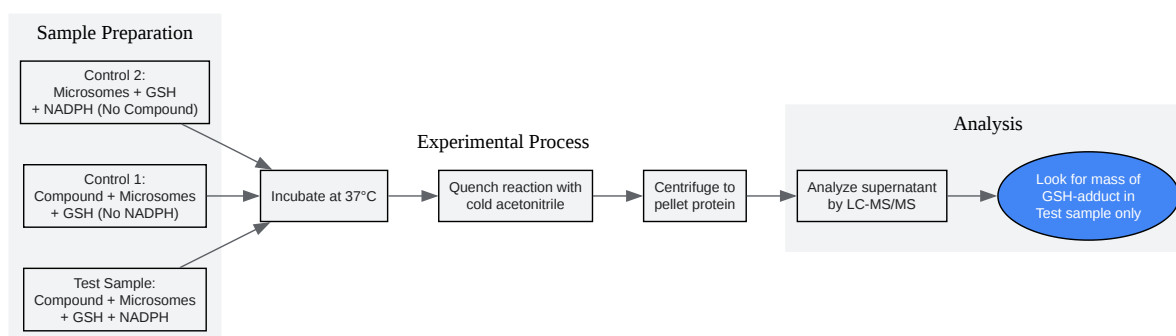 Sample Preparation
Control 2:
Microsomes + GSH
+ NADPH (No Compound)
Control 1:
Compound + Microsomes
+ GSH (No NADPH)
Test Sample:
Compound + Microsomes
+ GSH + NADPH
Experimental Process
Incubate at 37°C
Quench reaction with
cold acetonitrile
Centrifuge to
pellet protein
Analysis
Analyze supernatant
by LC-MS/MS
Look for mass of
GSH-adduct in
Test sample only